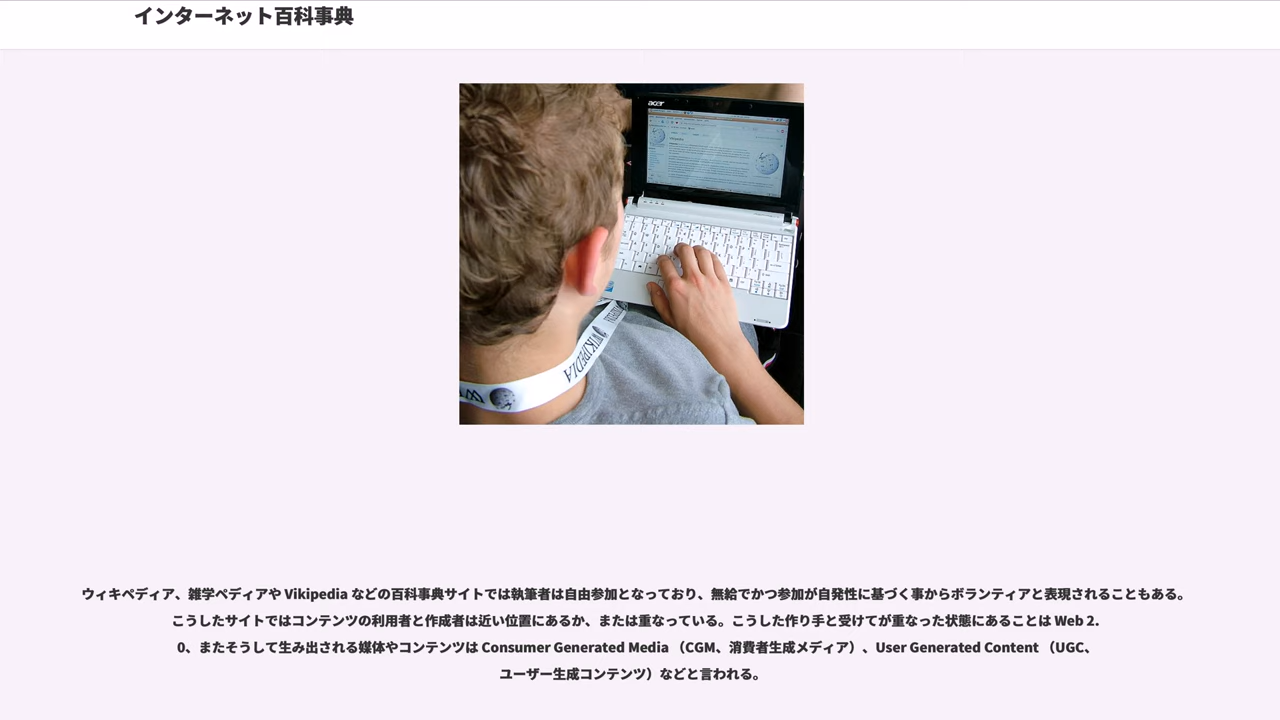 インターネット百科事典
acer
WIKIPEDIA
ウィキペディア、雑学ペディアや Vikipedia などの百科事典サイトでは執筆者は自由参加となっており、無給でかつ参加が自発性に基づく事からボランティアと表現されることもある。
こうしたサイトではコンテンツの利用者と作成者は近い位置にあるか、または重なっている。こうした作り手と受けてが重なった状態にあることは Web 2.
0、またそうして生み出される媒体やコンテンツは Consumer Generated Media （CGM、消費者生成メディア）、User Generated Content （UGC、
ユーザー生成コンテンツ）などと言われる。